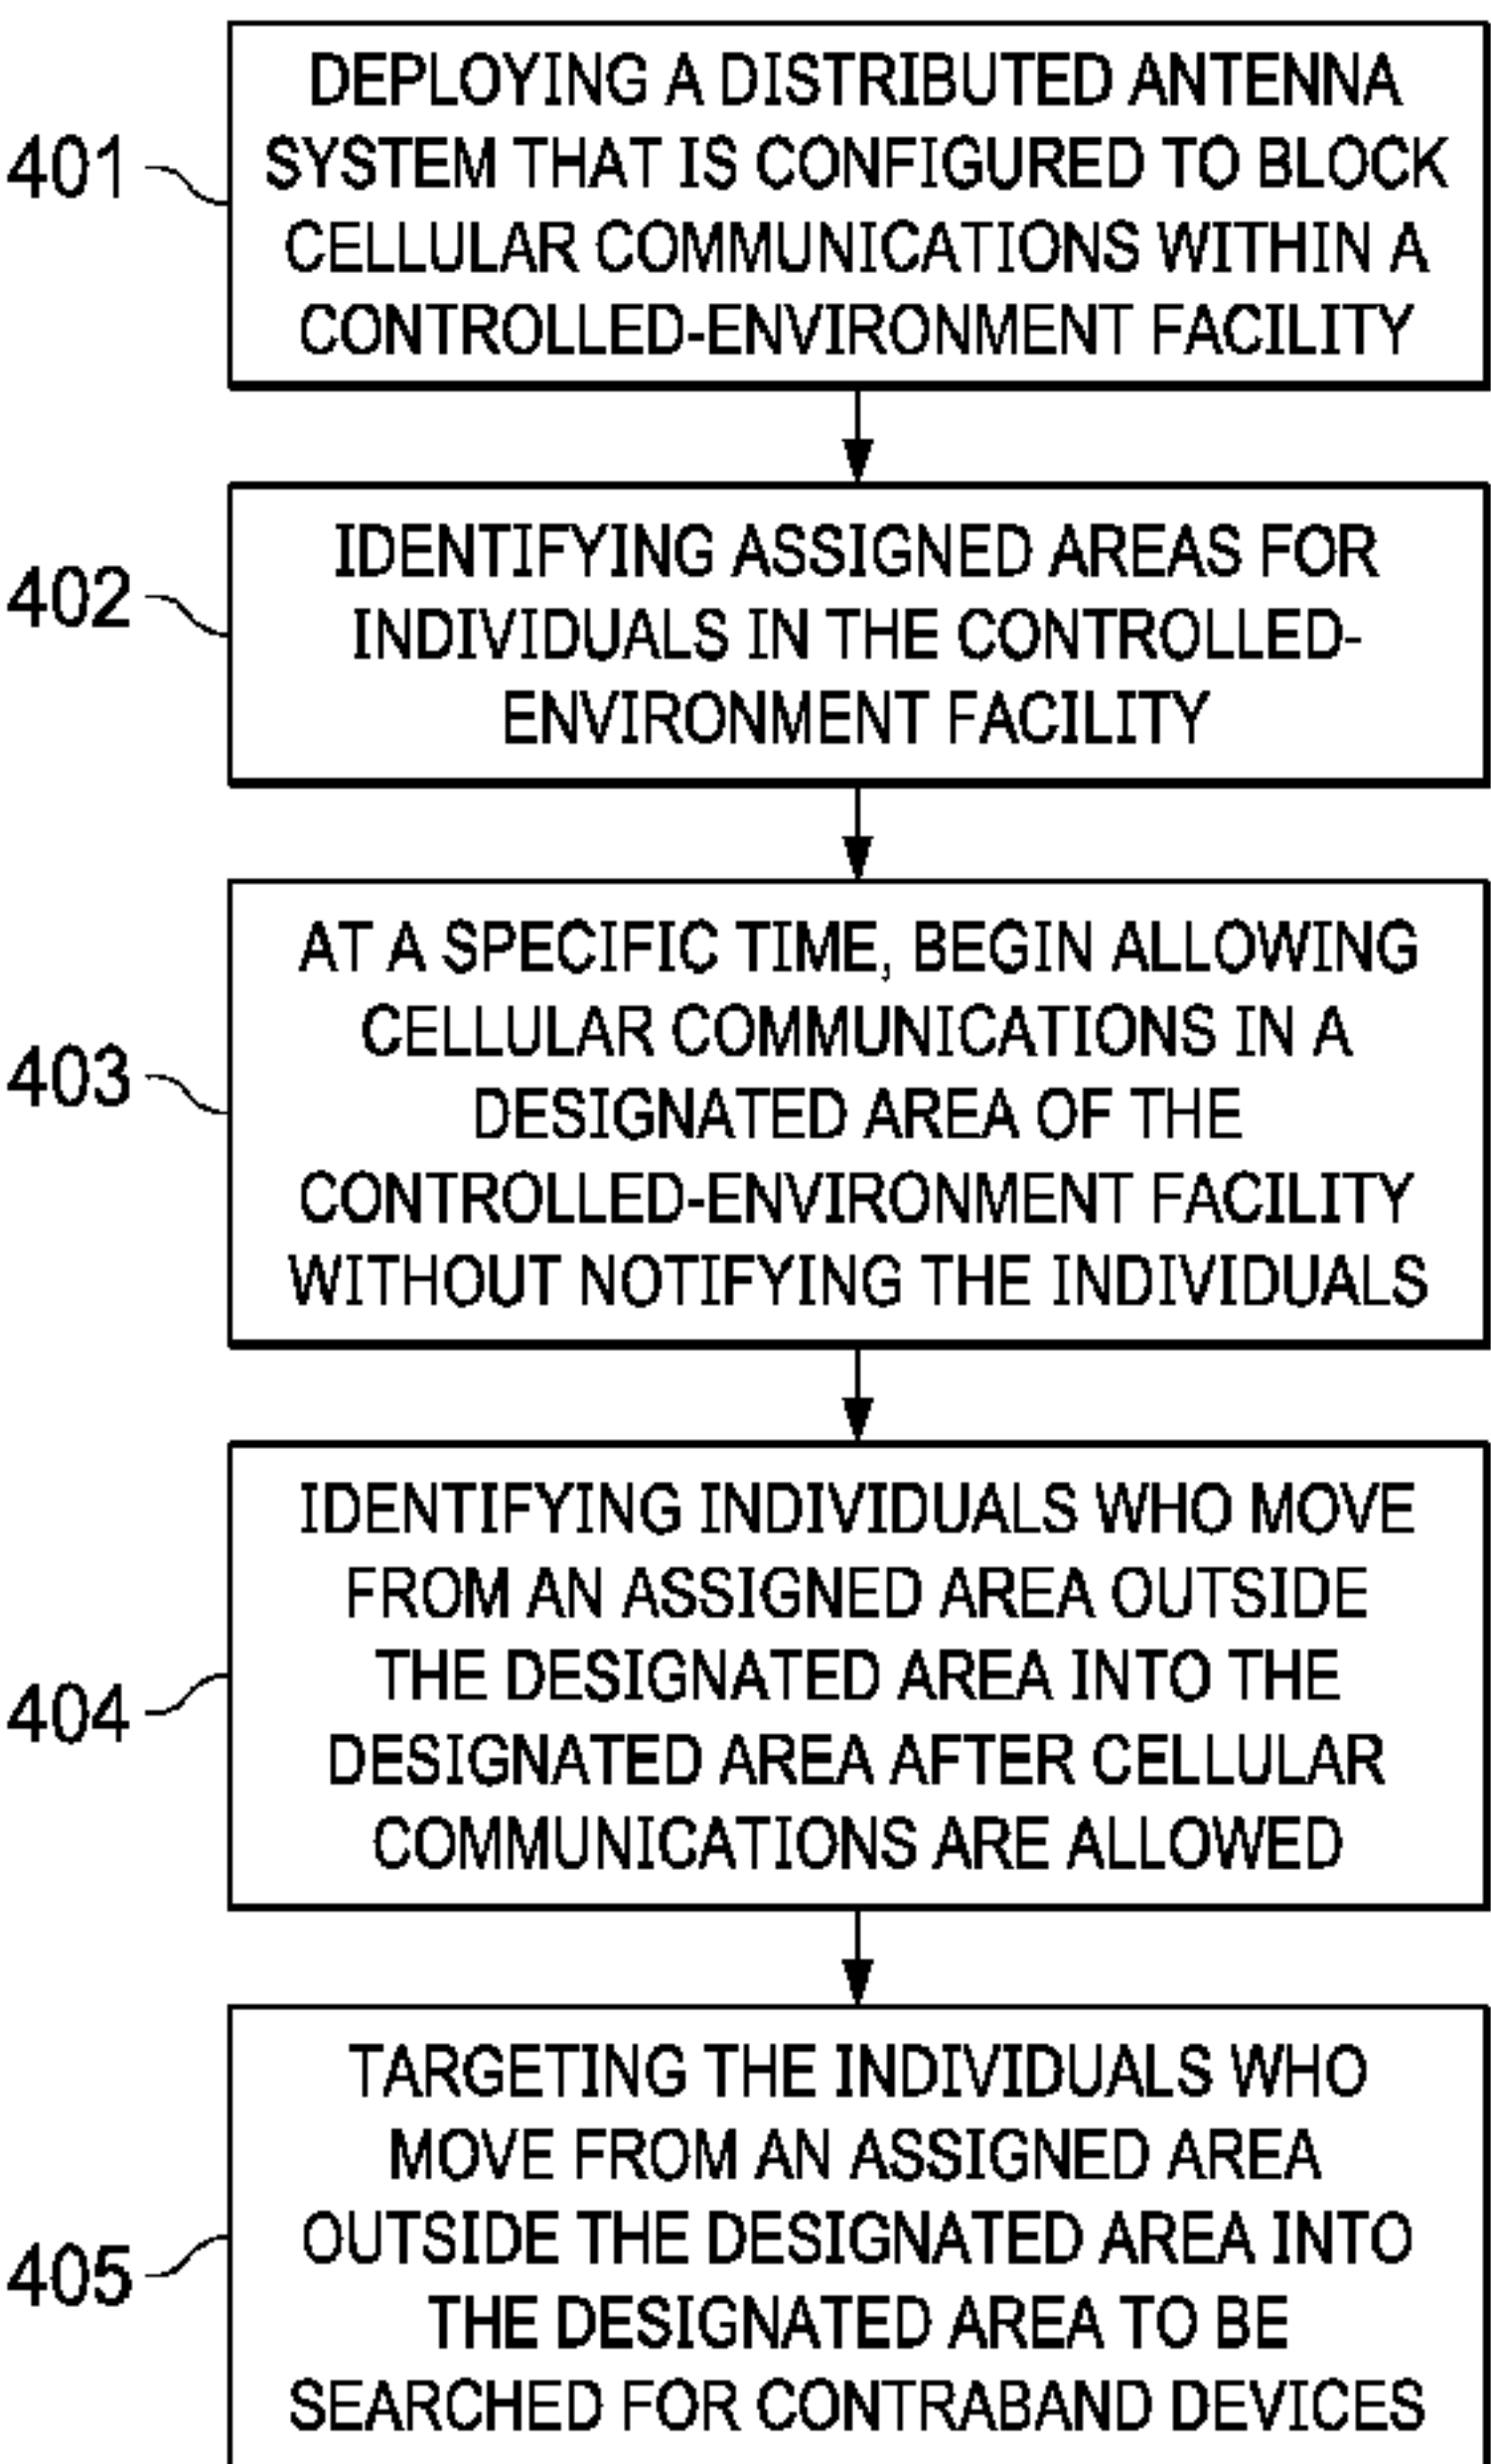 401
DEPLOYING A DISTRIBUTED ANTENNA
SYSTEM THAT IS CONFIGURED TO BLOCK
CELLULAR COMMUNICATIONS WITHIN A
CONTROLLED-ENVIRONMENT FACILITY
402
IDENTIFYING ASSIGNED AREAS FOR
INDIVIDUALS IN THE CONTROLLED-
ENVIRONMENT FACILITY
403
AT A SPECIFIC TIME, BEGIN ALLOWING
CELLULAR COMMUNICATIONS IN A
DESIGNATED AREA OF THE
CONTROLLED-ENVIRONMENT FACILITY
WITHOUT NOTIFYING THE INDIVIDUALS
404
IDENTIFYING INDIVIDUALS WHO MOVE
FROM AN ASSIGNED AREA OUTSIDE
THE DESIGNATED AREA INTO THE
DESIGNATED AREA AFTER CELLULAR
COMMUNICATIONS ARE ALLOWED
405
TARGETING THE INDIVIDUALS WHO
MOVE FROM AN ASSIGNED AREA
OUTSIDE THE DESIGNATED AREA INTO
THE DESIGNATED AREA TO BE
SEARCHED FOR CONTRABAND DEVICES